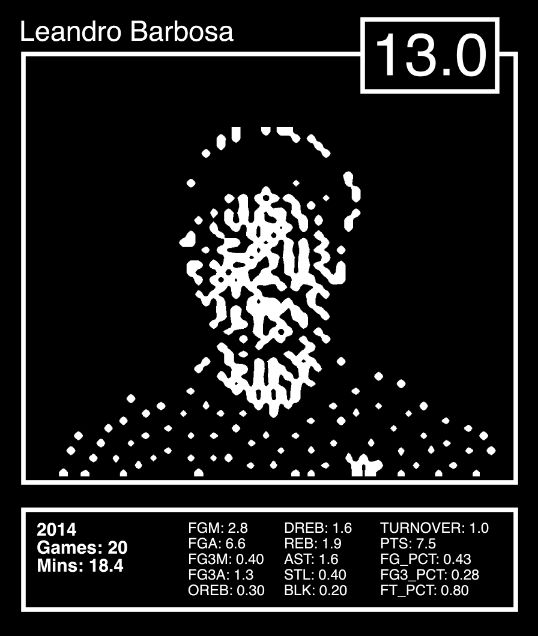 Leandro Barbosa
13.0
2014
Games: 20
Mins: 18.4
FGM: 2.8
FGA: 6.6
FG3M: 0.40
FG3A: 1.3
OREB: 0.30
DREB: 1.6
REB: 1.9
AST: 1.6
STL: 0.40
BLK: 0.20
TURNOVER: 1.0
PTS: 7.5
FG_PCT: 0.43
FG3_PCT: 0.28
FT_PCT: 0.80